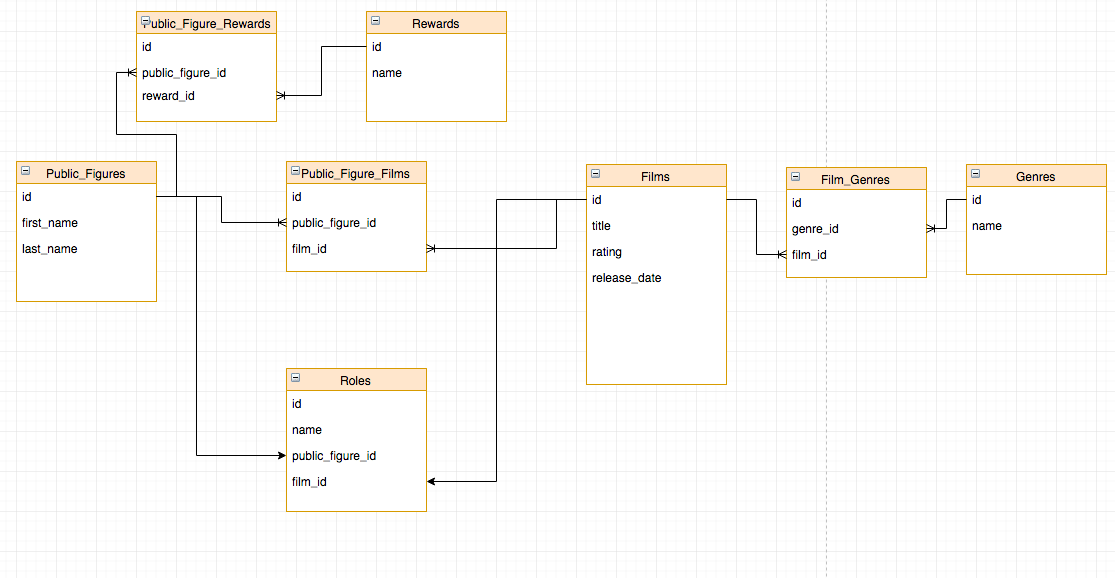 Public_Figure_Rewards
id
public_figure_id
reward_id
Rewards
id
name
Public_Figures
id
first_name
last_name
Public_Figure_Films
id
public_figure_id
film_id
Films
id
title
rating
release_date
Film_Genres
id
genre_id
film_id
Genres
id
name
Roles
id
name
public_figure_id
film_id